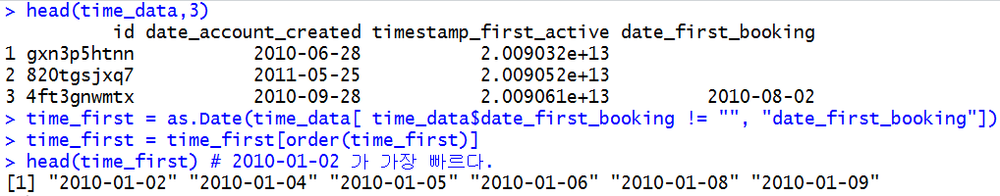 > head(time_data,3)
          id date_account_created timestamp_first_active date_first_booking
1 gxn3p5htnn           2010-06-28           2.009032e+13
2 820tgsjxq7           2011-05-25           2.009052e+13
3 4ft3gnwmtx           2010-09-28           2.009061e+13         2010-08-02
> time_first = as.Date(time_data[ time_data$date_first_booking != "", "date_first_booking"])
> time_first = time_first[order(time_first)]
> head(time_first) # 2010-01-02 가 가장 빠르다.
[1] "2010-01-02" "2010-01-04" "2010-01-05" "2010-01-06" "2010-01-08" "2010-01-09"